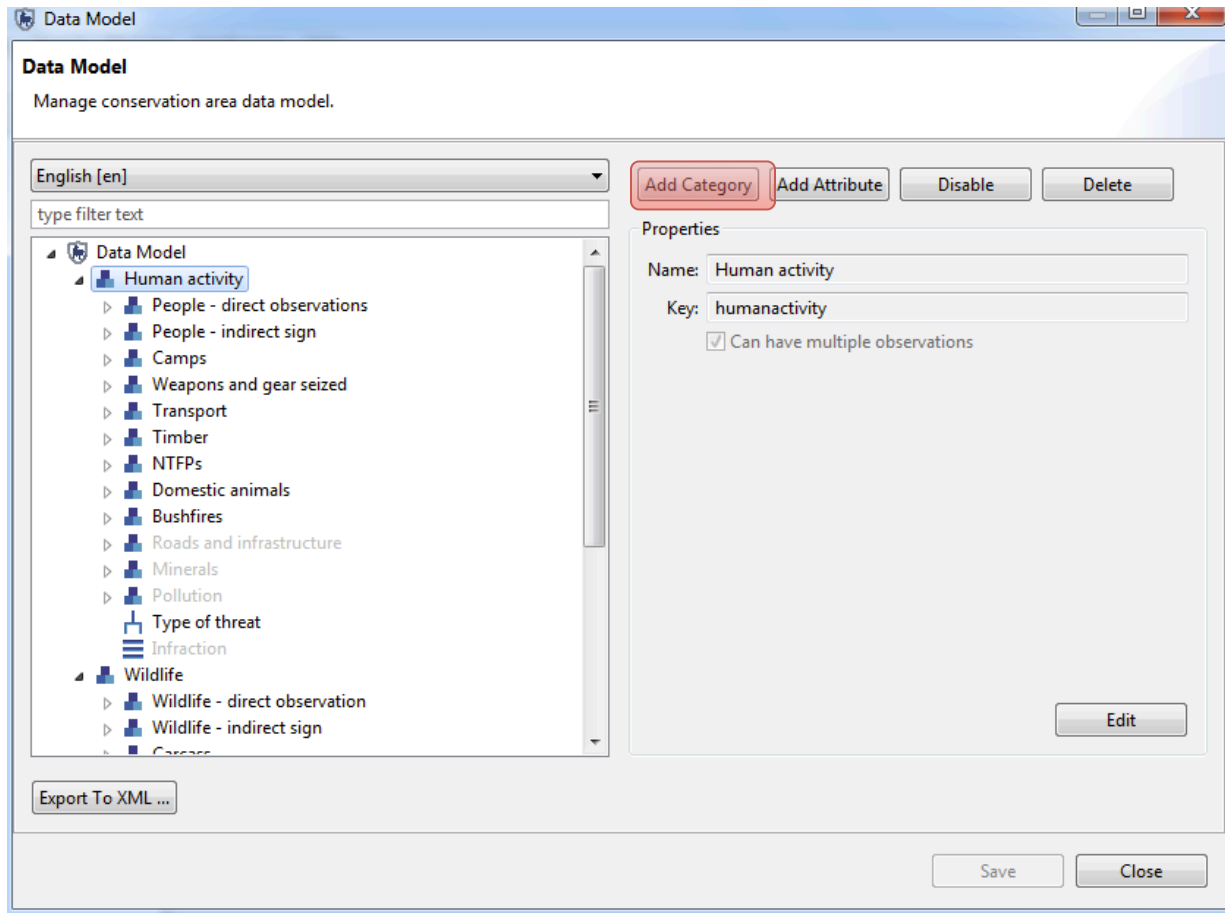 Data Model
Data Model
Manage conservation area data model.
English [en]
type filter text
Data Model
Human activity
People - direct observations
People - indirect sign
Camps
Weapons and gear seized
Transport
Timber
NTFPs
Domestic animals
Bushfires
Roads and infrastructure
Minerals
Pollution
Type of threat
Infraction
Wildlife
Wildlife - direct observation
Wildlife - indirect sign
Carcass
Export To XML ...
Add Category Add Attribute Disable Delete
Properties
Name: Human activity
Key: humanactivity
Can have multiple observations
Edit
Save Close